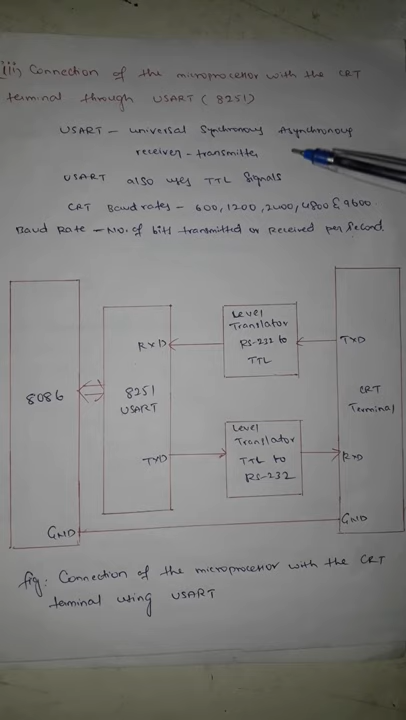 (iii) Connection of the microprocessor with the CRT
terminal through USART (8251)
USART - universal Synchronous Asynchronous
receiver - transmitter
USART also uses TTL Signals
CRT Baud rates - 600, 1200, 2400, 4800 & 9600.
Baud Rate - No. of bits transmitted or received per second.
8086
GND
RXD
8251
USART
TXD
Level
Translator
RS-232 to
TTL
Level
Translator
TTL to
RS-232
TXD
CRT
Terminal
RXD
GND
fig: Connection of the microprocessor with the CRT
terminal using USART